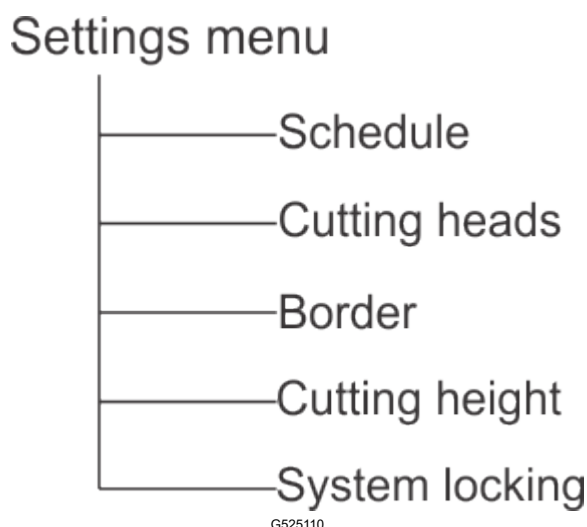 Settings menu
Schedule
Cutting heads
Border
Cutting height
System locking
G525110